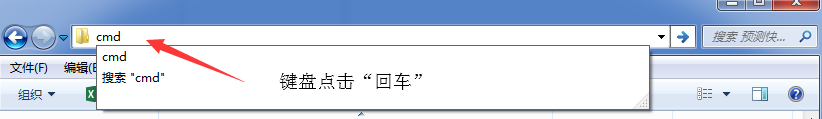 cmd
搜索 预测快...
cmd
搜索 "cmd"
键盘点击“回车”
文件(F) 编辑(E
组织